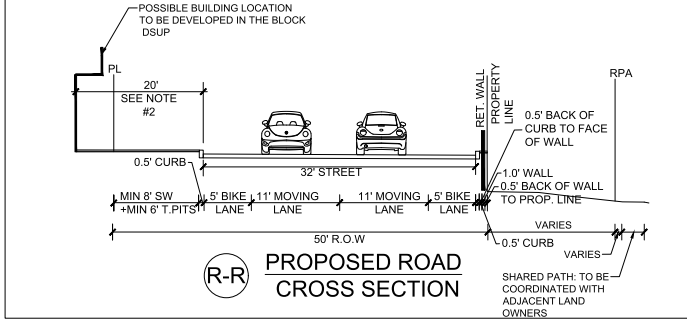 POSSIBLE BUILDING LOCATION
TO BE DEVELOPED IN THE BLOCK
DSUP
PL
20'
SEE NOTE
#2
RET. WALL
PROPERTY
LINE
RPA
0.5' BACK OF
CURB TO FACE
OF WALL
0.5' CURB
32' STREET
1.0' WALL
0.5' BACK OF WALL
TO PROP. LINE
MIN 8' SW
+MIN 6' T.PITS
5' BIKE
LANE
11' MOVING
LANE
11' MOVING
LANE
5' BIKE
LANE
VARIES
50' R.O.W
0.5' CURB
VARIES
R-R
PROPOSED ROAD
CROSS SECTION
SHARED PATH: TO BE
COORDINATED WITH
ADJACENT LAND
OWNERS